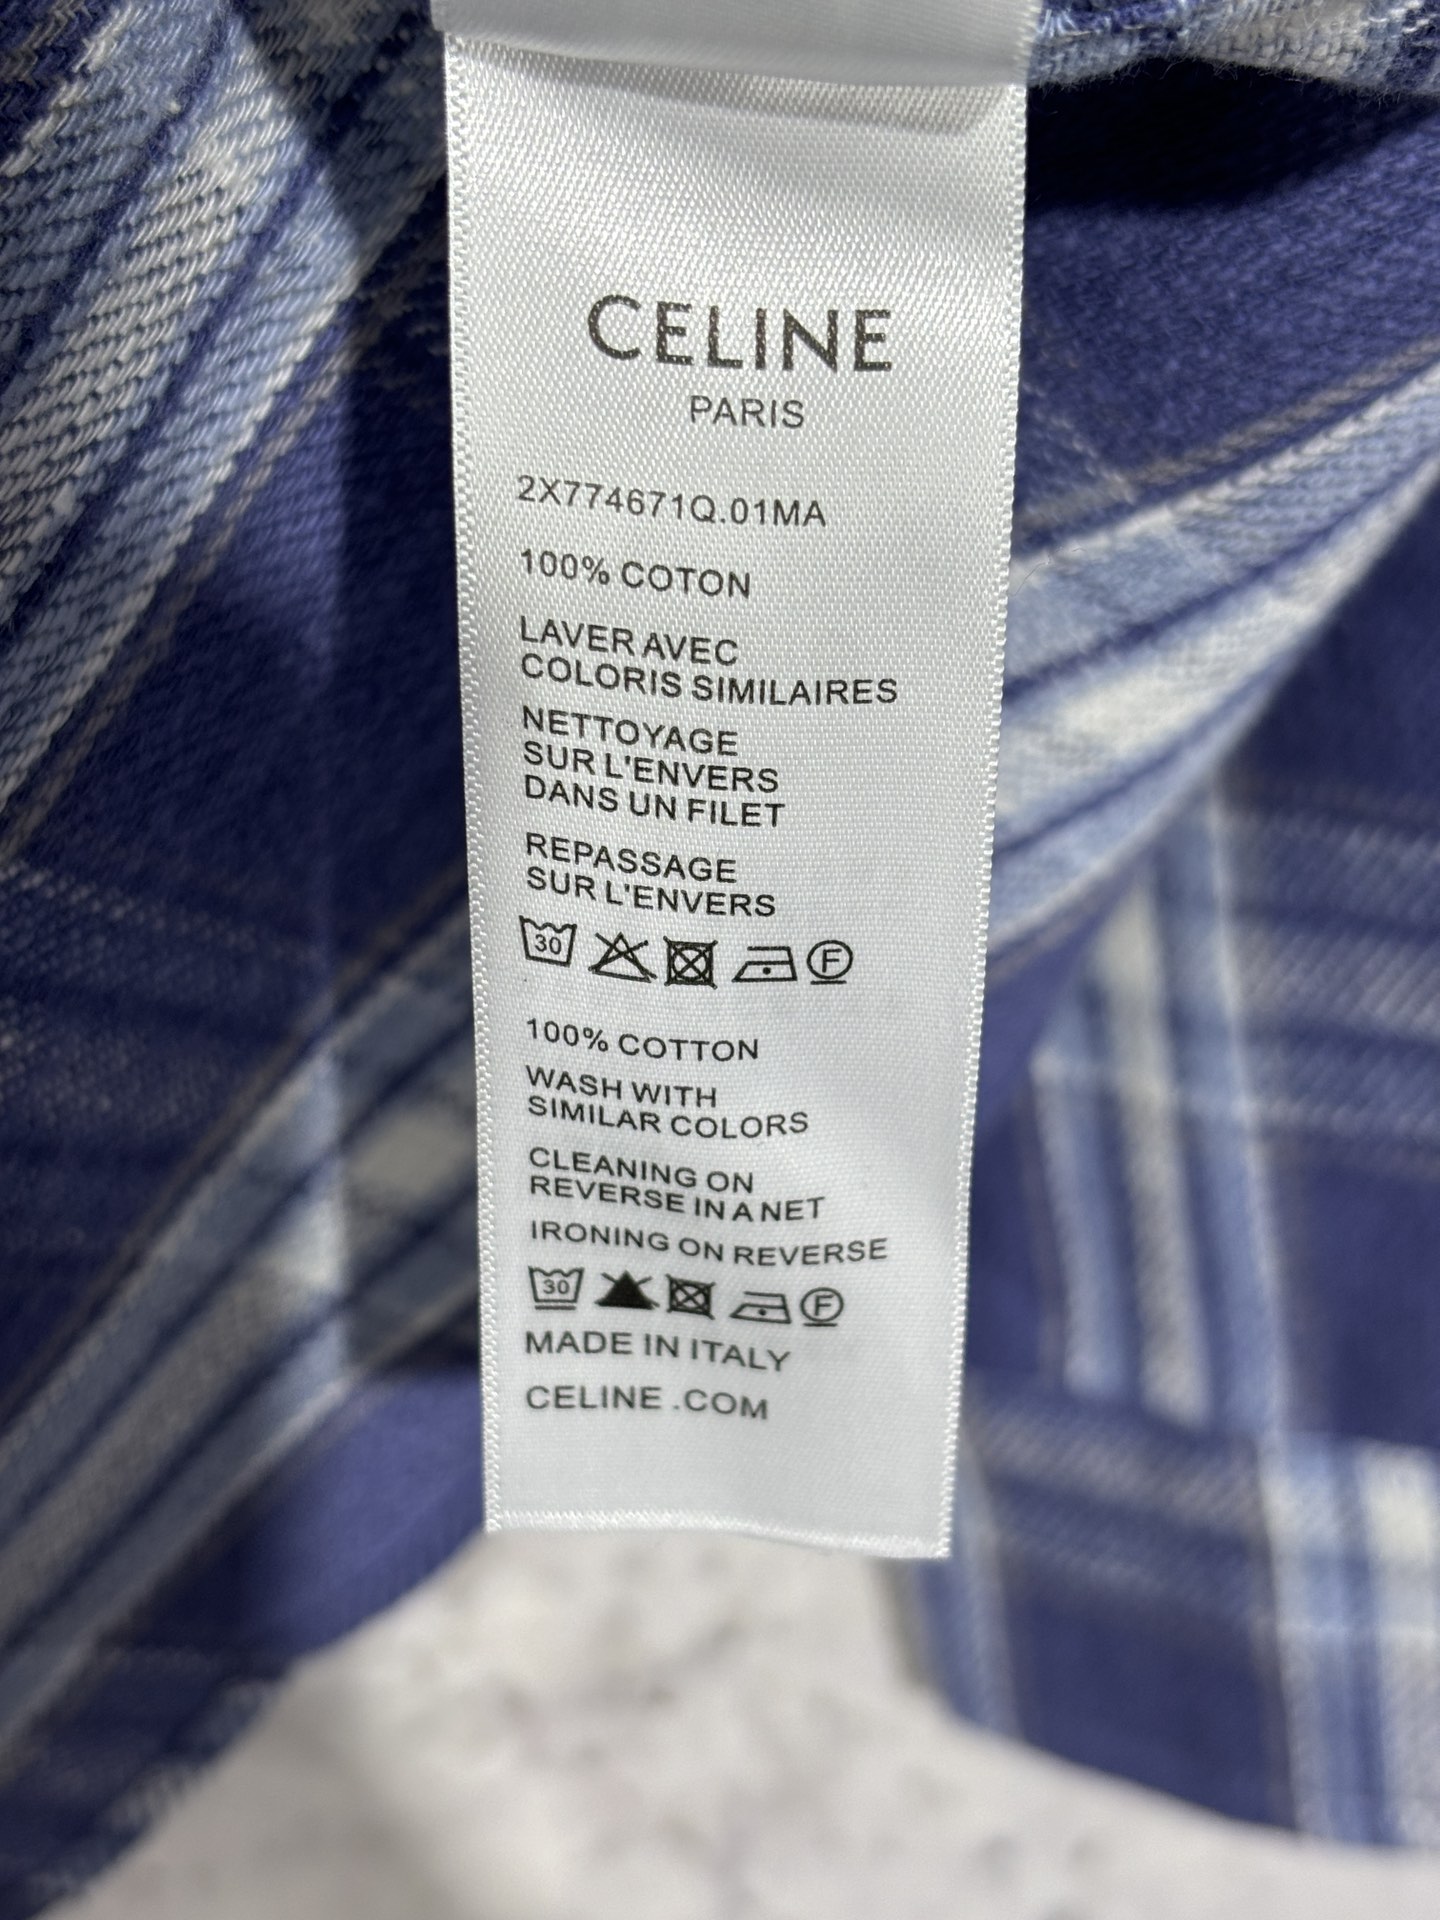 CELINE
PARIS
2X774671Q.01MA
100% COTON
LAVER AVEC
COLORIS SIMILAIRES
NETTOYAGE
SUR L'ENVERS
DANS UN FILET
REPASSAGE
SUR L'ENVERS
30 F
100% COTTON
WASH WITH
SIMILAR COLORS
CLEANING ON
REVERSE IN A NET
IRONING ON REVERSE
30 F
MADE IN ITALY
CELINE .COM